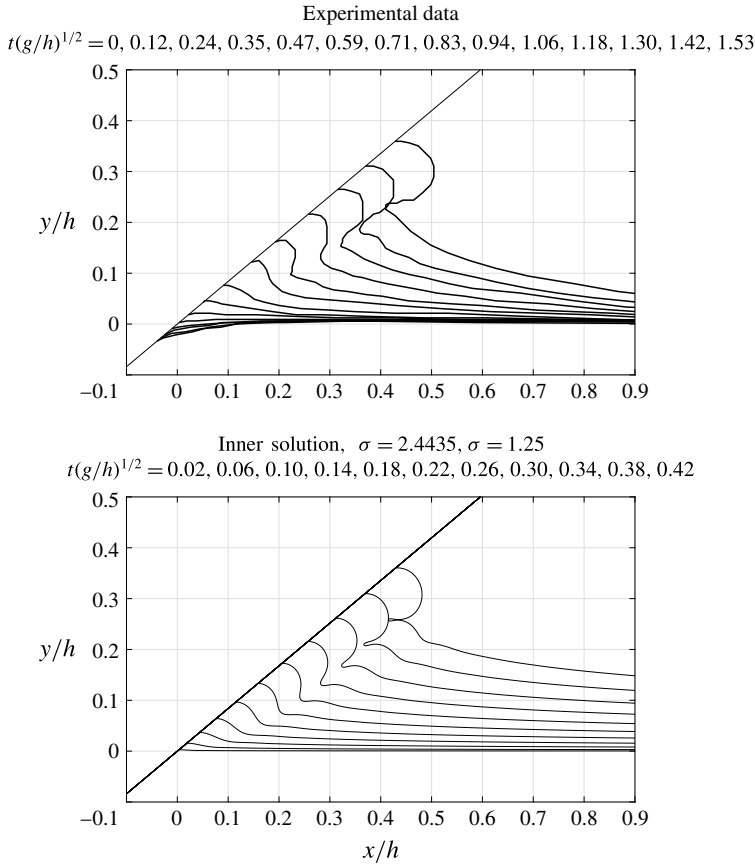 Experimental data
t(g/h)^{1/2} = 0, 0.12, 0.24, 0.35, 0.47, 0.59, 0.71, 0.83, 0.94, 1.06, 1.18, 1.30, 1.42, 1.53
0.5
0.4
0.3
y/h 0.2
0.1
0
−0.1 0 0.1 0.2 0.3 0.4 0.5 0.6 0.7 0.8 0.9
Inner solution, σ = 2.4435, σ = 1.25
t(g/h)^{1/2} = 0.02, 0.06, 0.10, 0.14, 0.18, 0.22, 0.26, 0.30, 0.34, 0.38, 0.42
0.5
0.4
0.3
y/h 0.2
0.1
0
−0.1
0 0.1 0.2 0.3 0.4 0.5 0.6 0.7 0.8 0.9
x/h